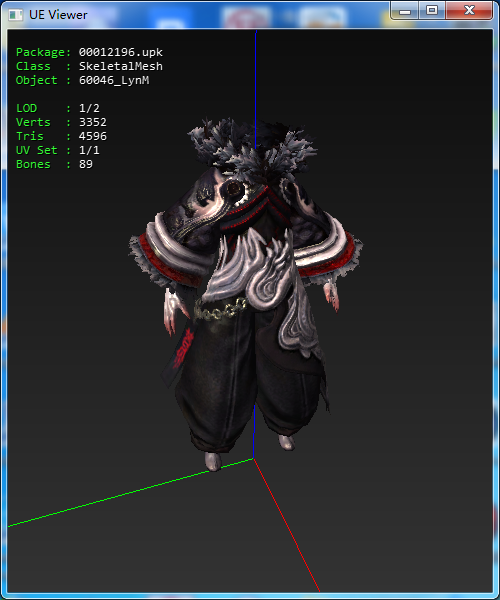 UE Viewer
Package: 00012196.upk
Class : SkeletalMesh
Object : 60046_LynM
LOD : 1/2
Verts : 3352
Tris : 4596
UV Set : 1/1
Bones : 89